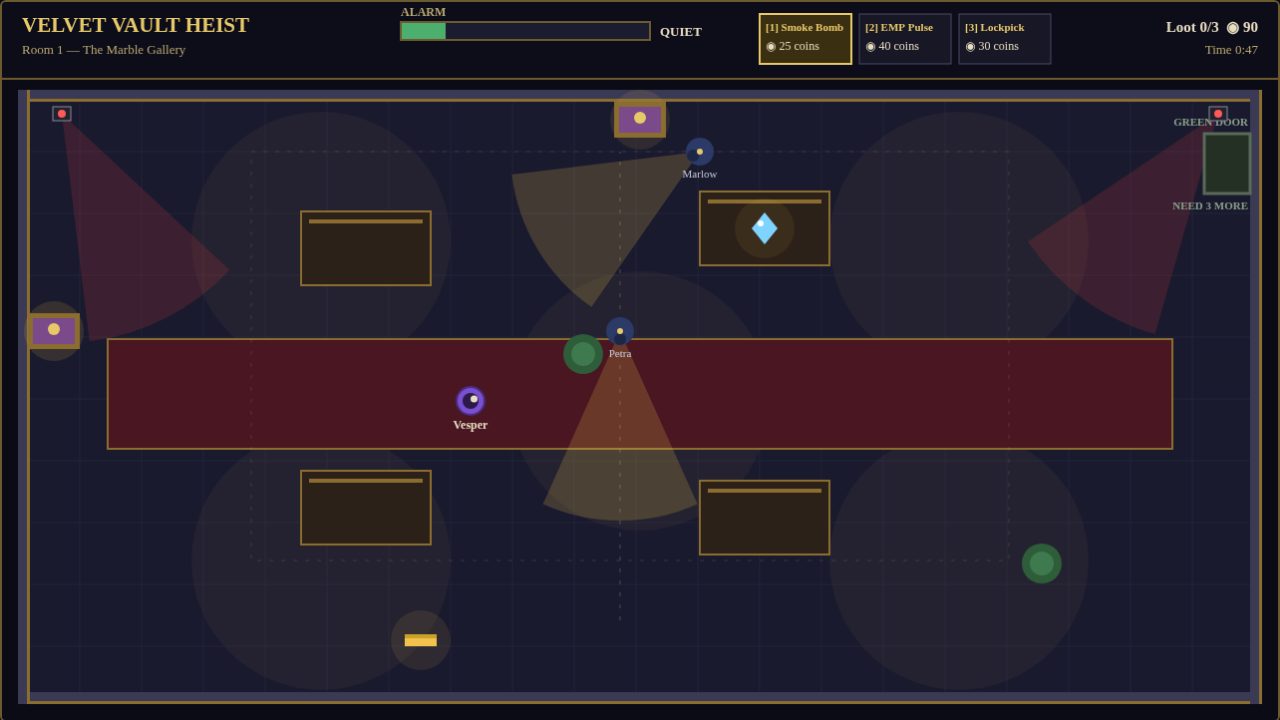 VELVET VAULT HEIST
Room 1 — The Marble Gallery
ALARM
QUIET
[1] Smoke Bomb
◉ 25 coins
[2] EMP Pulse
◉ 40 coins
[3] Lockpick
◉ 30 coins
Loot 0/3 ◉ 90
Time 0:47
GREEN DOOR
NEED 3 MORE
Marlow
Petra
Vesper